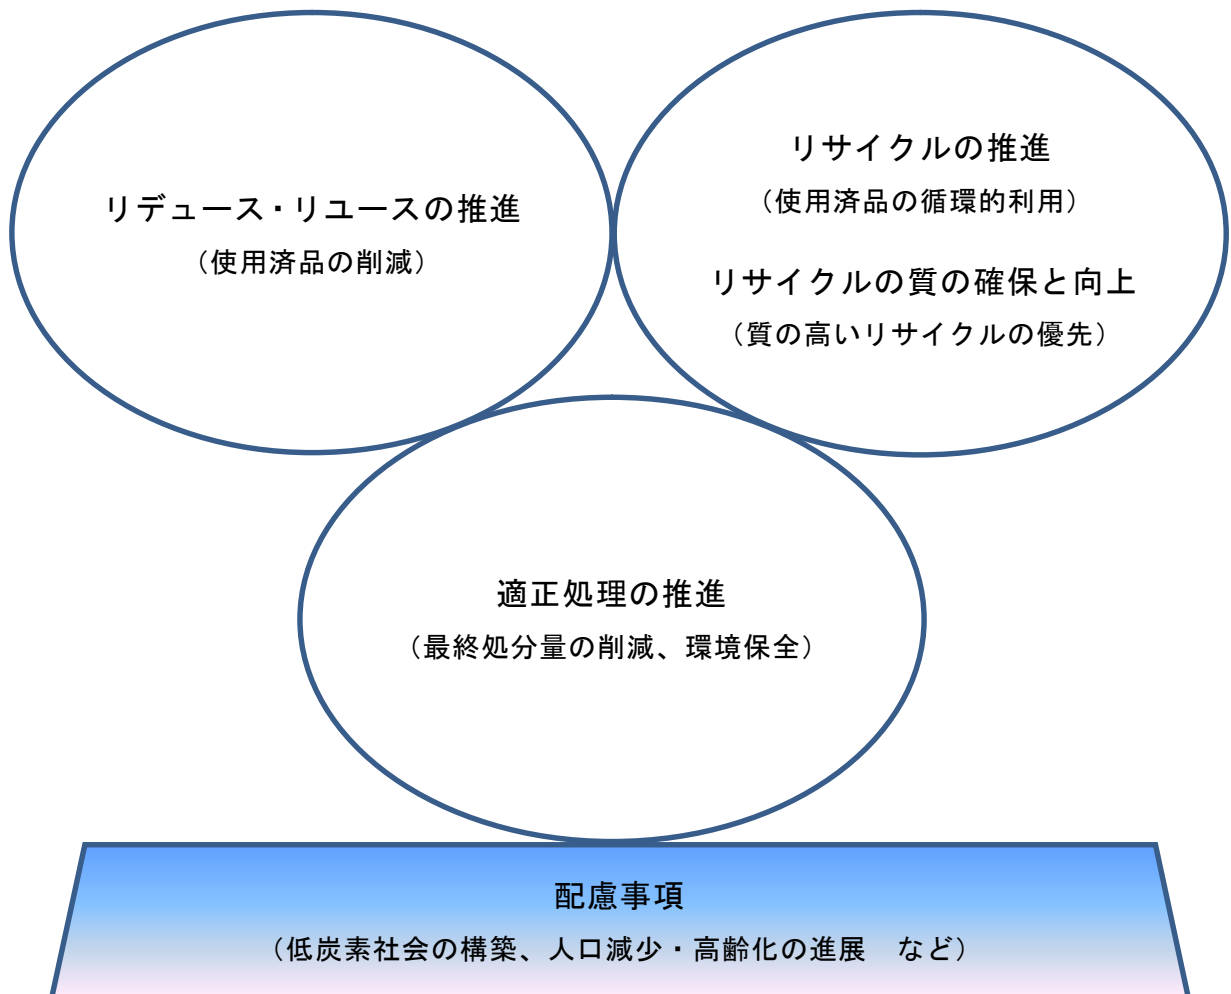 リデュース・リユースの推進
（使用済品の削減）
リサイクルの推進
（使用済品の循環的利用）
リサイクルの質の確保と向上
（質の高いリサイクルの優先）
適正処理の推進
（最終処分量の削減、環境保全）
配慮事項
（低炭素社会の構築、人口減少・高齢化の進展　など）